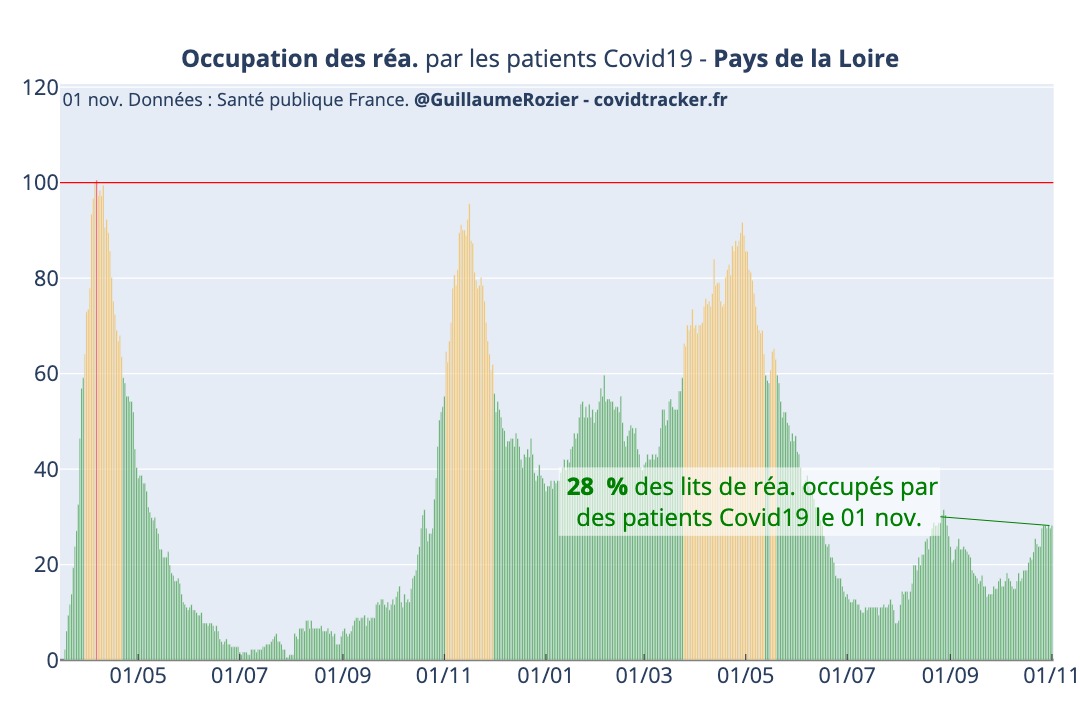 Occupation des réa. par les patients Covid19 - Pays de la Loire
120
01 nov. Données : Santé publique France. @GuillaumeRozier - covidtracker.fr
100
80
60
40
28 % des lits de réa. occupés par
des patients Covid19 le 01 nov.
20
0
01/05 01/07 01/09 01/11 01/01 01/03 01/05 01/07 01/09 01/11